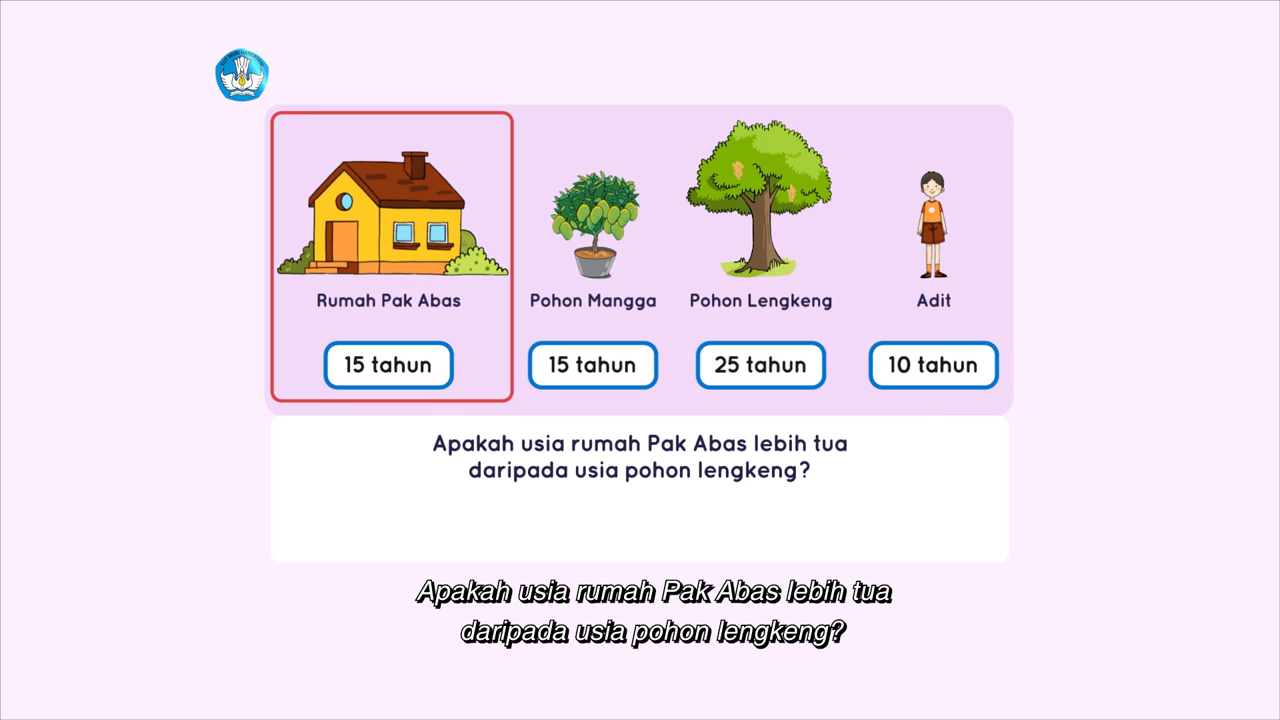 Rumah Pak Abas
Pohon Mangga
Pohon Lengkeng
Adit
15 tahun
15 tahun
25 tahun
10 tahun
Apakah usia rumah Pak Abas lebih tua
daripada usia pohon lengkeng?
Apakah usia rumah Pak Abas lebih tua
daripada usia pohon lengkeng?